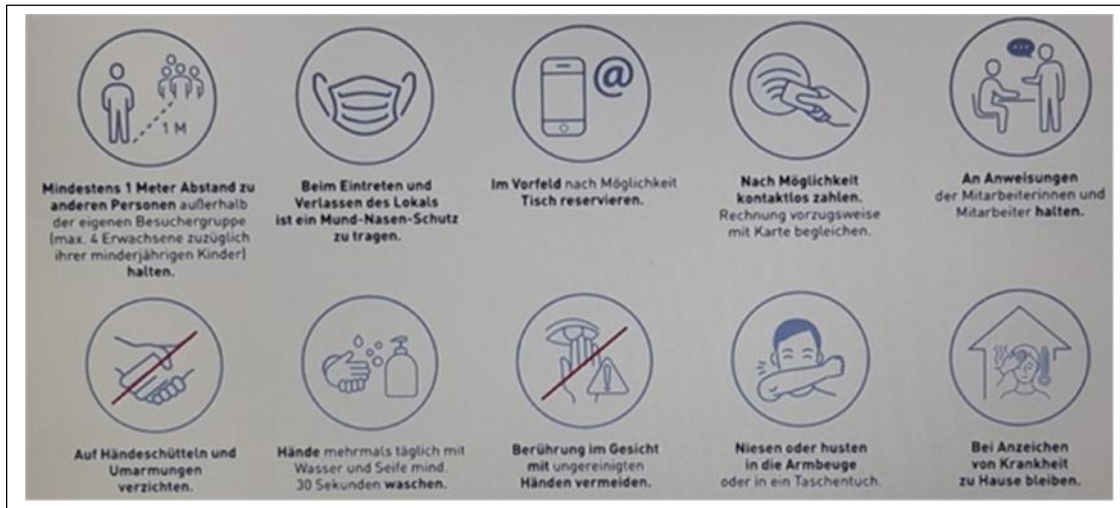 @
1 M
Mindestens 1 Meter Abstand zu
anderen Personen außerhalb
der eigenen Besuchergruppe
(max. 4 Erwachsene zuzüglich
ihrer minderjährigen Kinder)
halten.
Beim Eintreten und
Verlassen des Lokals
ist ein Mund-Nasen-Schutz
zu tragen.
Im Vorfeld nach Möglichkeit
Tisch reservieren.
Nach Möglichkeit
kontaktlos zahlen.
Rechnung vorzugsweise
mit Karte begleichen.
An Anweisungen
der Mitarbeiterinnen und
Mitarbeiter halten.
Auf Händeschütteln und
Umarmungen
verzichten.
Hände mehrmals täglich mit
Wasser und Seife mind.
30 Sekunden waschen.
Berührung im Gesicht
mit ungereinigten
Händen vermeiden.
Niesen oder husten
in die Armbeuge
oder in ein Taschentuch.
Bei Anzeichen
von Krankheit
zu Hause bleiben.